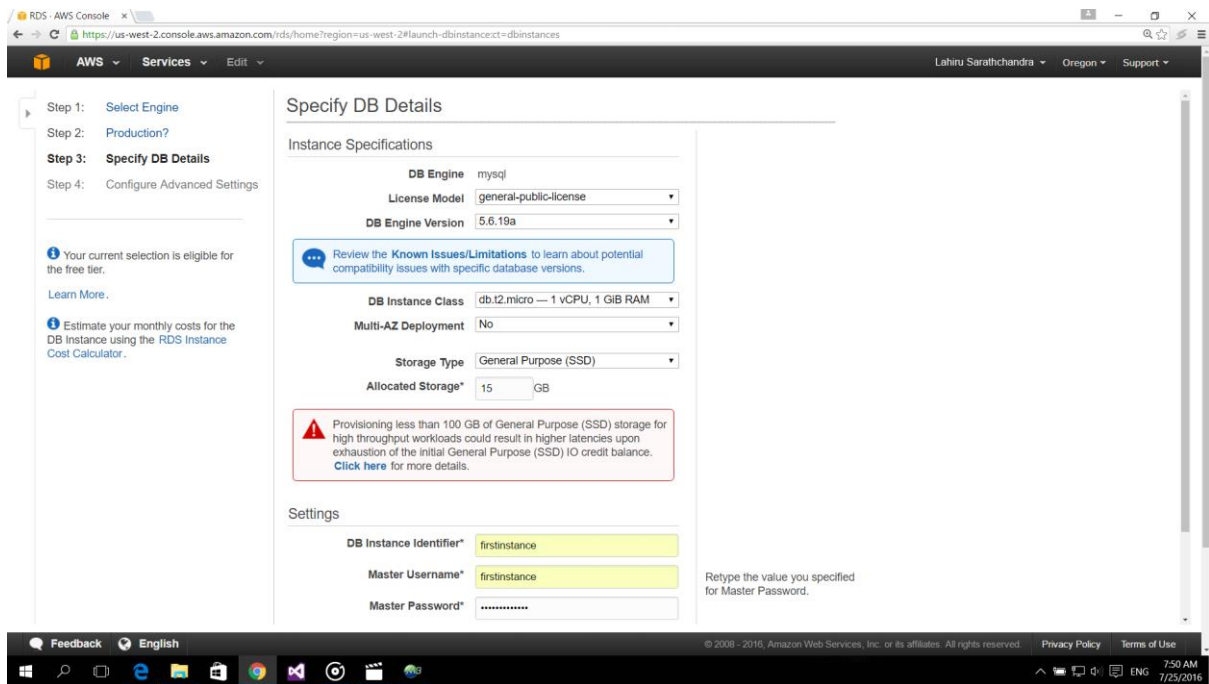 RDS · AWS Console
https://us-west-2.console.aws.amazon.com/rds/home?region=us-west-2#launch-dbinstance:ct=dbinstances
AWS Services Edit Lahiru Sarathchandra Oregon Support
Step 1: Select Engine
Step 2: Production?
Step 3: Specify DB Details
Step 4: Configure Advanced Settings
Your current selection is eligible for
the free tier.
Learn More.
Estimate your monthly costs for the
DB Instance using the RDS Instance
Cost Calculator.
Specify DB Details
Instance Specifications
DB Engine mysql
License Model general-public-license
DB Engine Version 5.6.19a
Review the Known Issues/Limitations to learn about potential
compatibility issues with specific database versions.
DB Instance Class db.t2.micro — 1 vCPU, 1 GiB RAM
Multi-AZ Deployment No
Storage Type General Purpose (SSD)
Allocated Storage* 15 GB
Provisioning less than 100 GB of General Purpose (SSD) storage for
high throughput workloads could result in higher latencies upon
exhaustion of the initial General Purpose (SSD) IO credit balance.
Click here for more details.
Settings
DB Instance Identifier* firstinstance
Master Username* firstinstance
Master Password* •••••••••••••
Retype the value you specified
for Master Password.
Feedback English © 2008 - 2016, Amazon Web Services, Inc. or its affiliates. All rights reserved. Privacy Policy Terms of Use
ENG 7:50 AM
7/25/2016